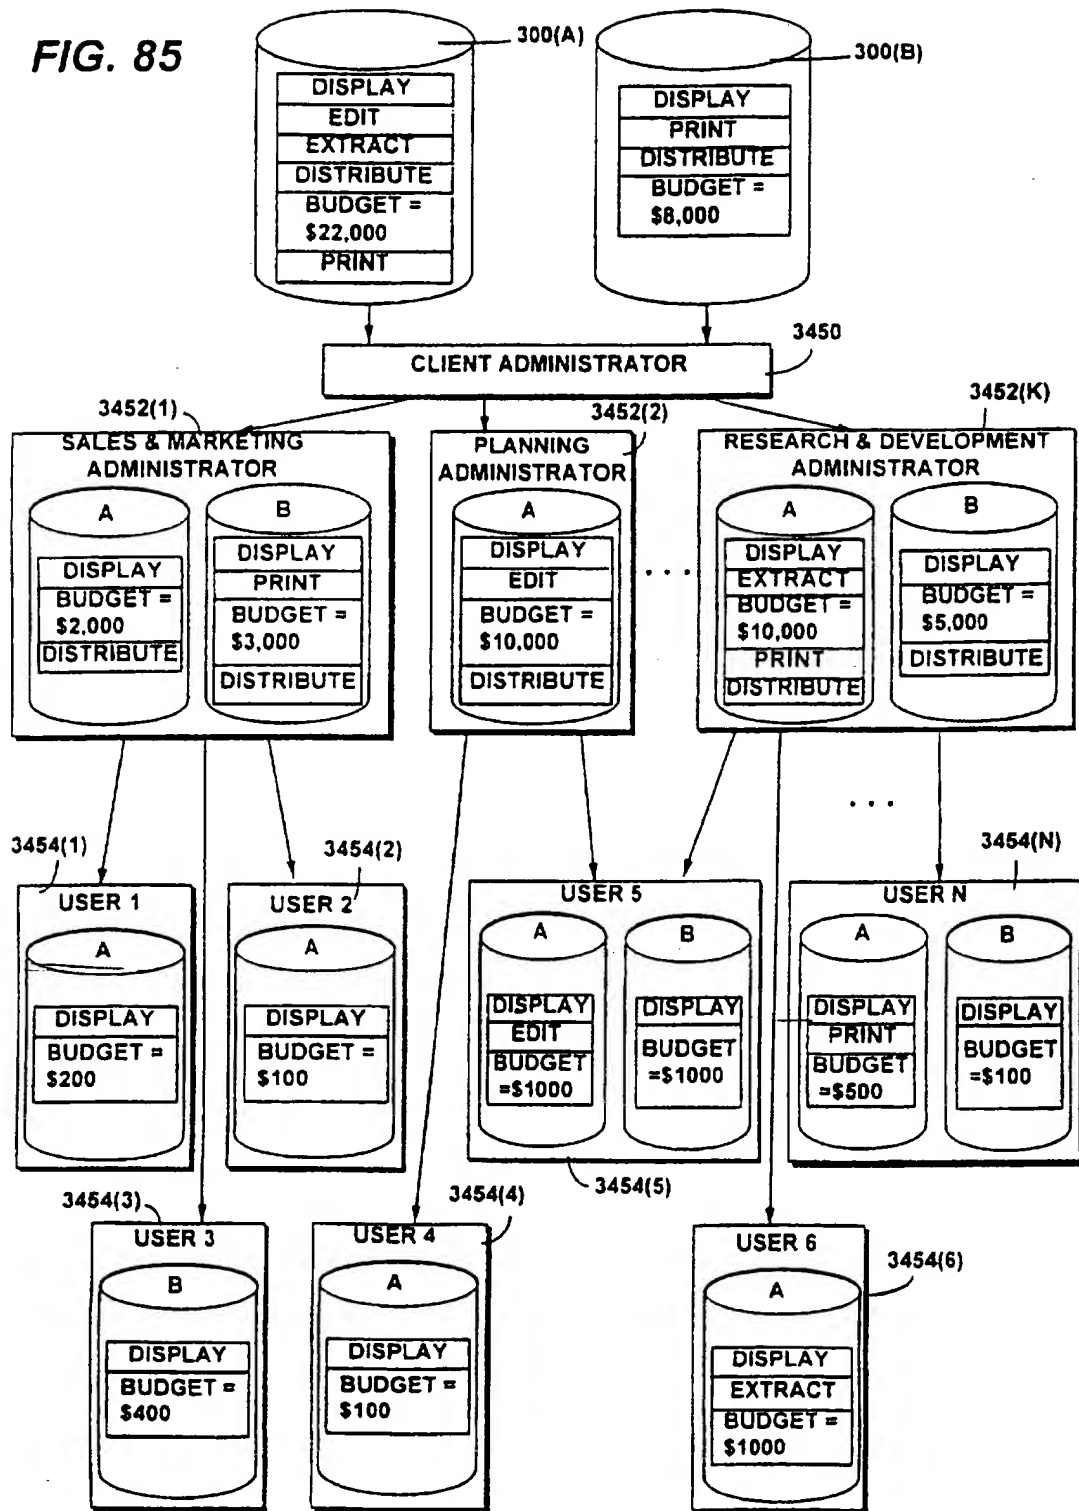 FIG. 85
300(A)
DISPLAY
EDIT
EXTRACT
DISTRIBUTE
BUDGET =
$22,000
PRINT
300(B)
DISPLAY
PRINT
DISTRIBUTE
BUDGET =
$8,000
CLIENT ADMINISTRATOR
3450
3452(1)
SALES & MARKETING
ADMINISTRATOR
A
DISPLAY
BUDGET =
$2,000
DISTRIBUTE
B
DISPLAY
PRINT
BUDGET =
$3,000
DISTRIBUTE
3452(2)
PLANNING
ADMINISTRATOR
A
DISPLAY
EDIT
BUDGET =
$10,000
DISTRIBUTE
. . .
3452(K)
RESEARCH & DEVELOPMENT
ADMINISTRATOR
A
DISPLAY
EXTRACT
BUDGET =
$10,000
PRINT
DISTRIBUTE
B
DISPLAY
BUDGET =
$5,000
DISTRIBUTE
. . .
3454(1)
USER 1
A
DISPLAY
BUDGET =
$200
3454(2)
USER 2
A
DISPLAY
BUDGET =
$100
USER 5
A
DISPLAY
EDIT
BUDGET
=$1000
B
DISPLAY
BUDGET
=$1000
3454(5)
3454(N)
USER N
A
DISPLAY
PRINT
BUDGET
=$500
B
DISPLAY
BUDGET
=$100
3454(3)
USER 3
B
DISPLAY
BUDGET =
$400
3454(4)
USER 4
A
DISPLAY
BUDGET =
$100
USER 6
3454(6)
A
DISPLAY
EXTRACT
BUDGET =
$1000